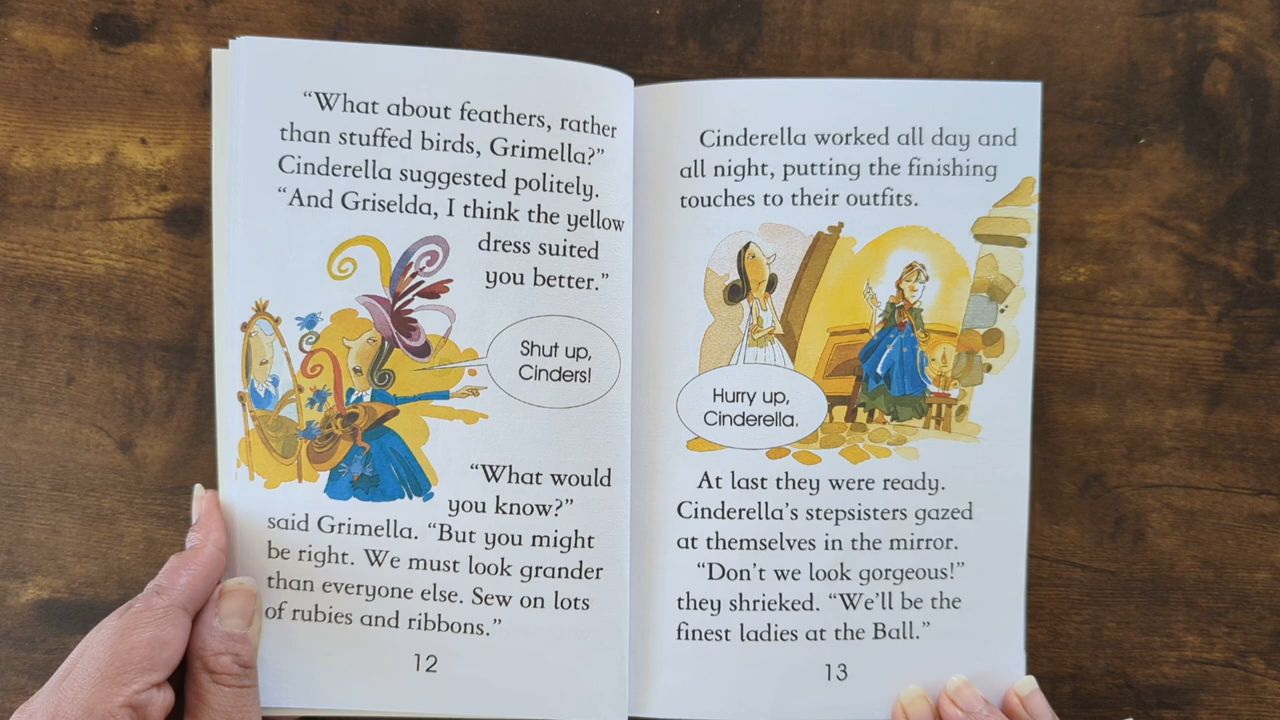 “What about feathers, rather
than stuffed birds, Grimella?”
Cinderella suggested politely.
“And Griselda, I think the yellow
dress suited
you better.”
Shut up,
Cinders!
“What would
you know?”
said Grimella. “But you might
be right. We must look grander
than everyone else. Sew on lots
of rubies and ribbons.”
12
Cinderella worked all day and
all night, putting the finishing
touches to their outfits.
Hurry up,
Cinderella.
At last they were ready.
Cinderella’s stepsisters gazed
at themselves in the mirror.
“Don’t we look gorgeous!”
they shrieked. “We’ll be the
finest ladies at the Ball.”
13